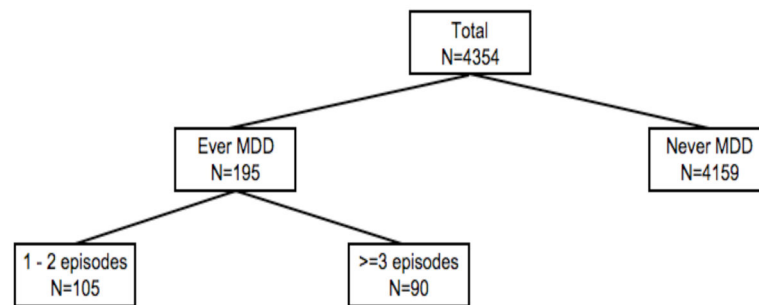 Total
N=4354
Ever MDD
N=195
Never MDD
N=4159
1 - 2 episodes
N=105
>=3 episodes
N=90